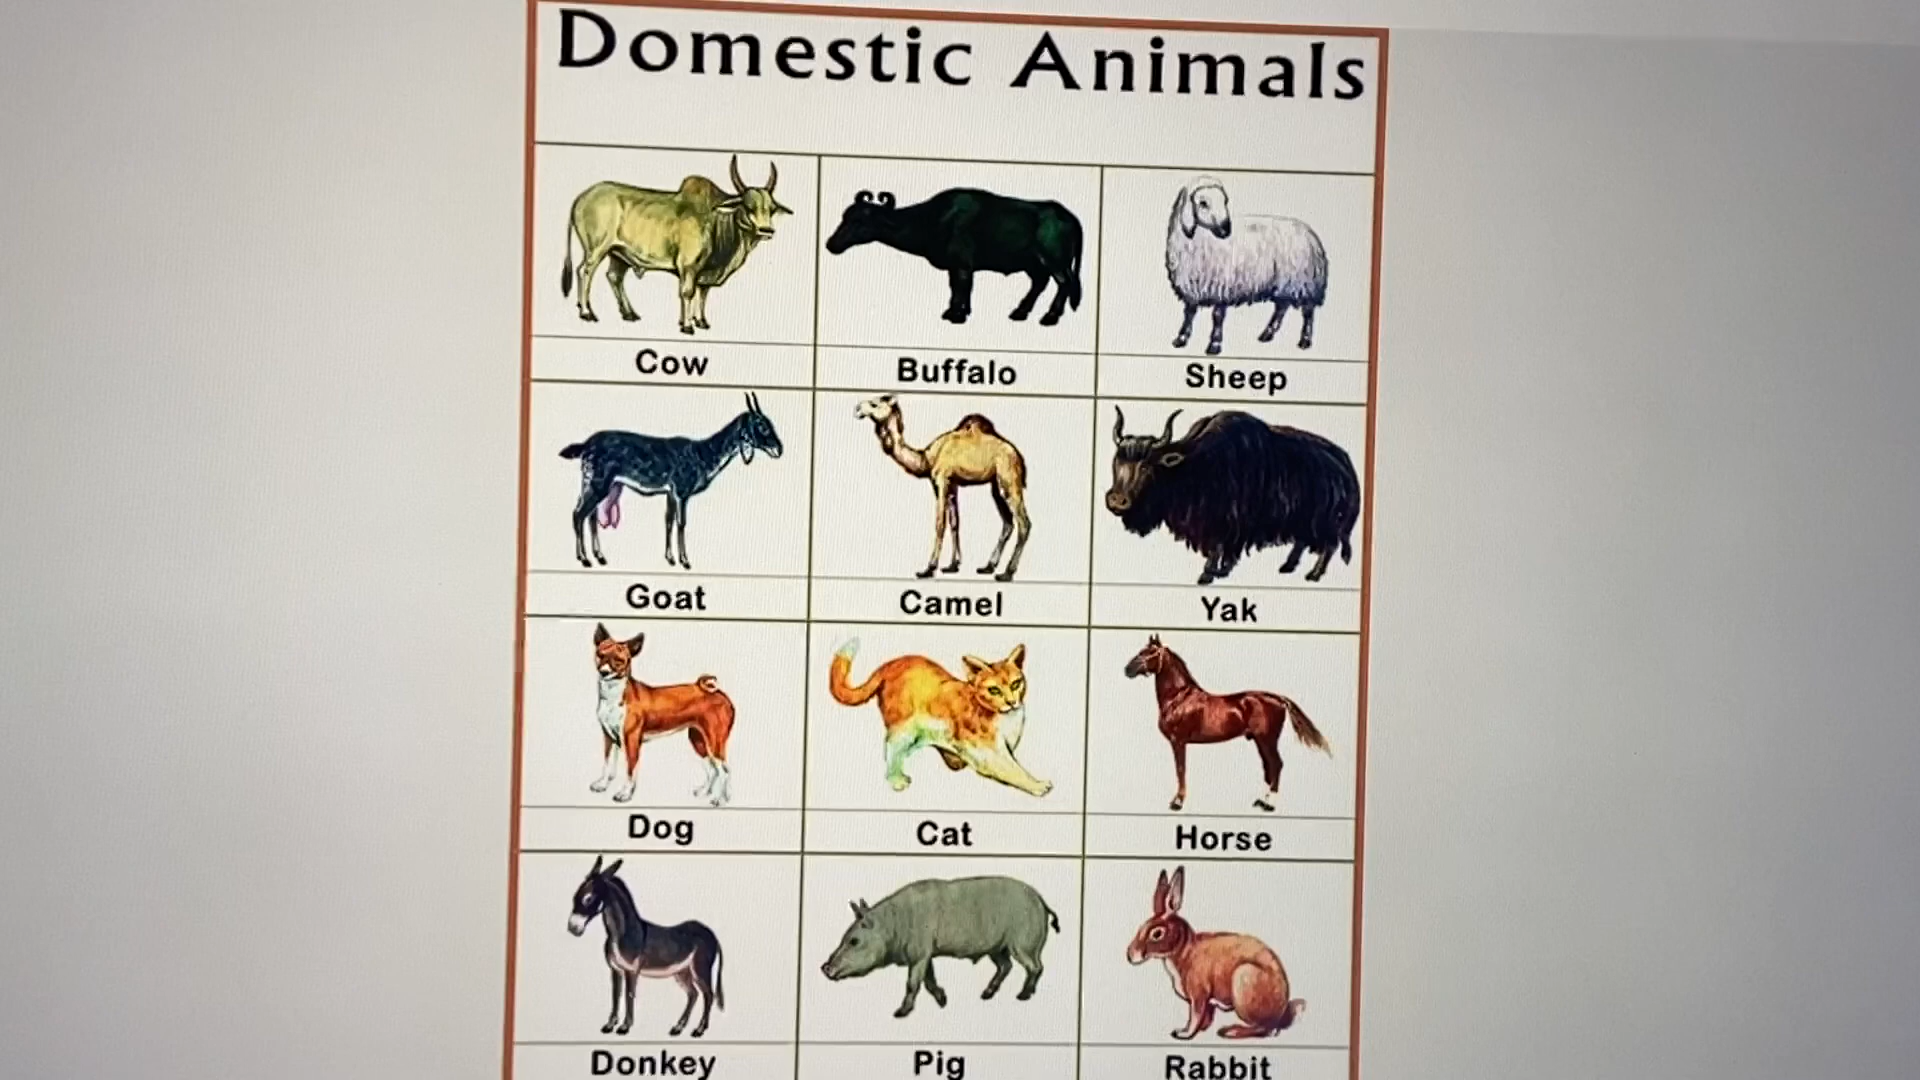 Domestic Animals
Cow Buffalo Sheep
Goat Camel Yak
Dog Cat Horse
Donkey Pig Rabbit